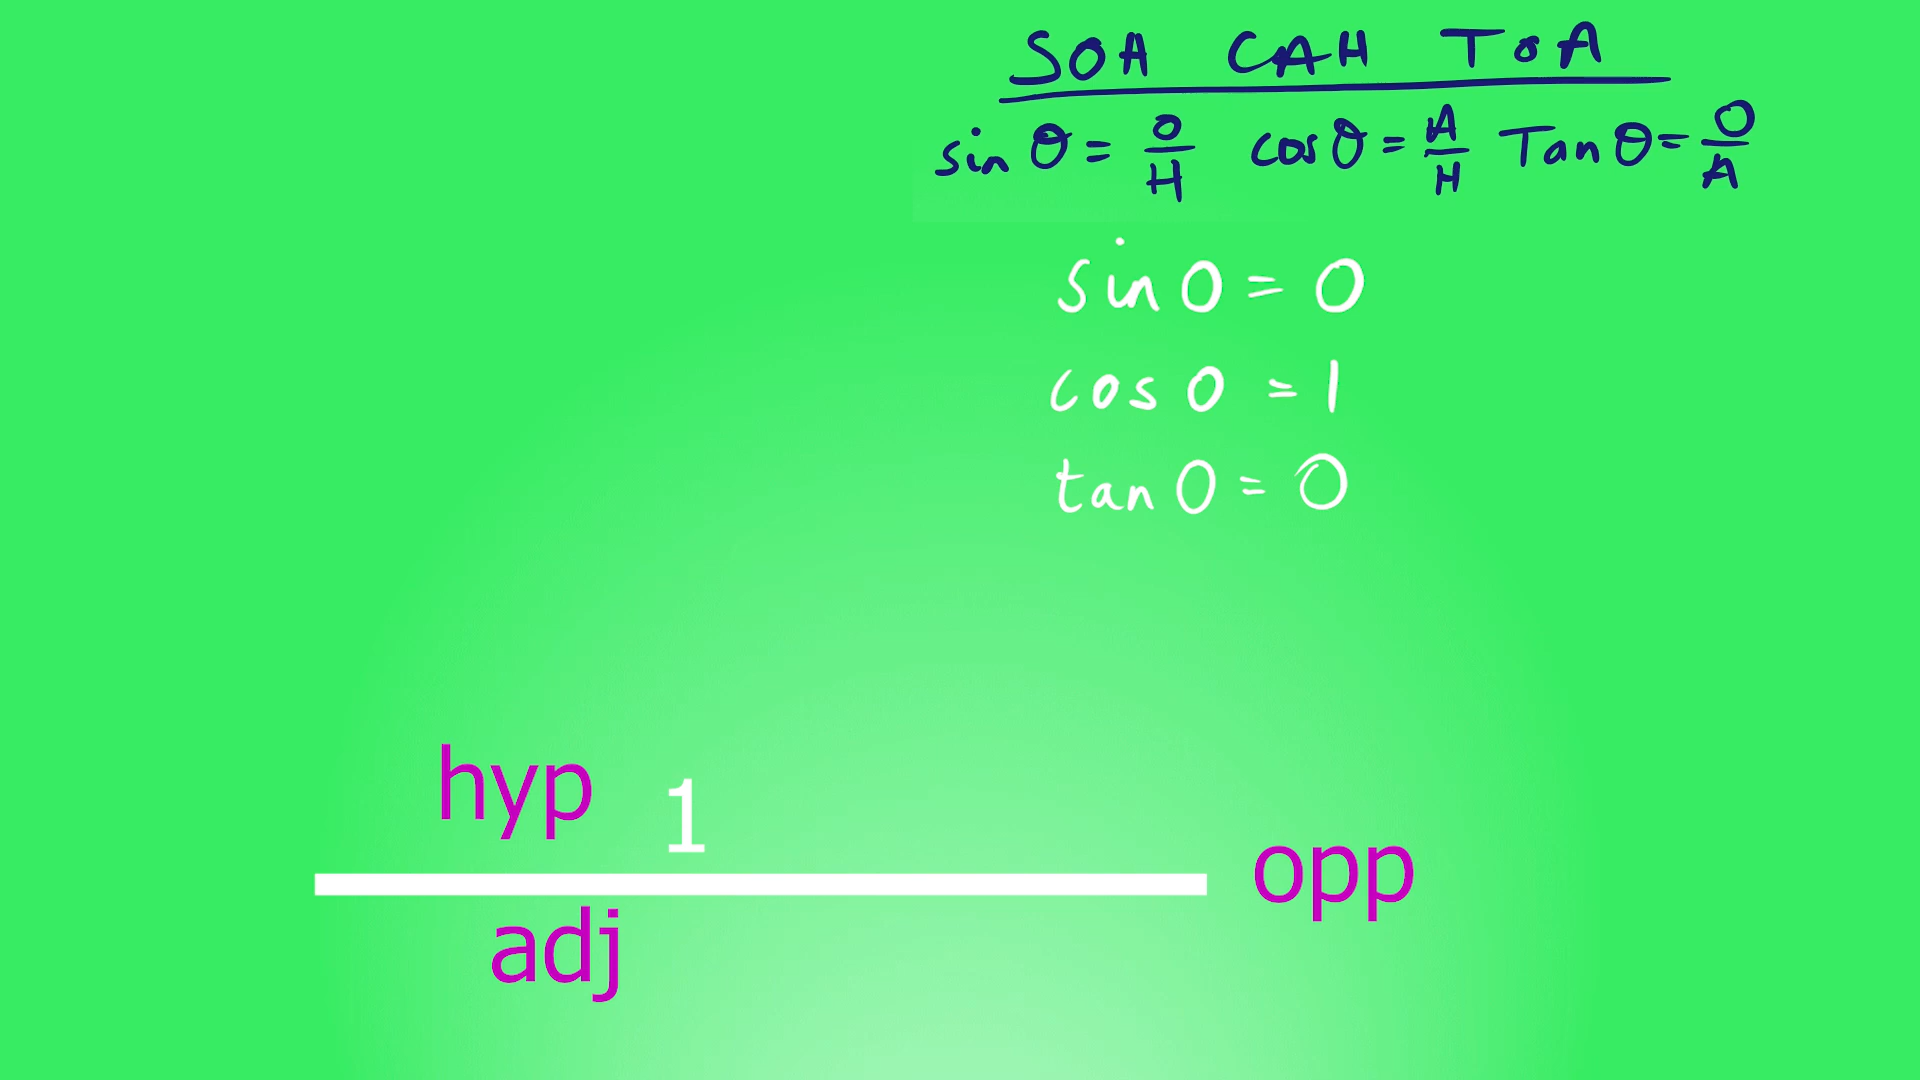 SOA CAH TOA
sin θ = O/H cos θ = A/H Tan θ = O/A
sin 0 = 0
cos 0 = 1
tan 0 = 0
hyp 1
opp
adj